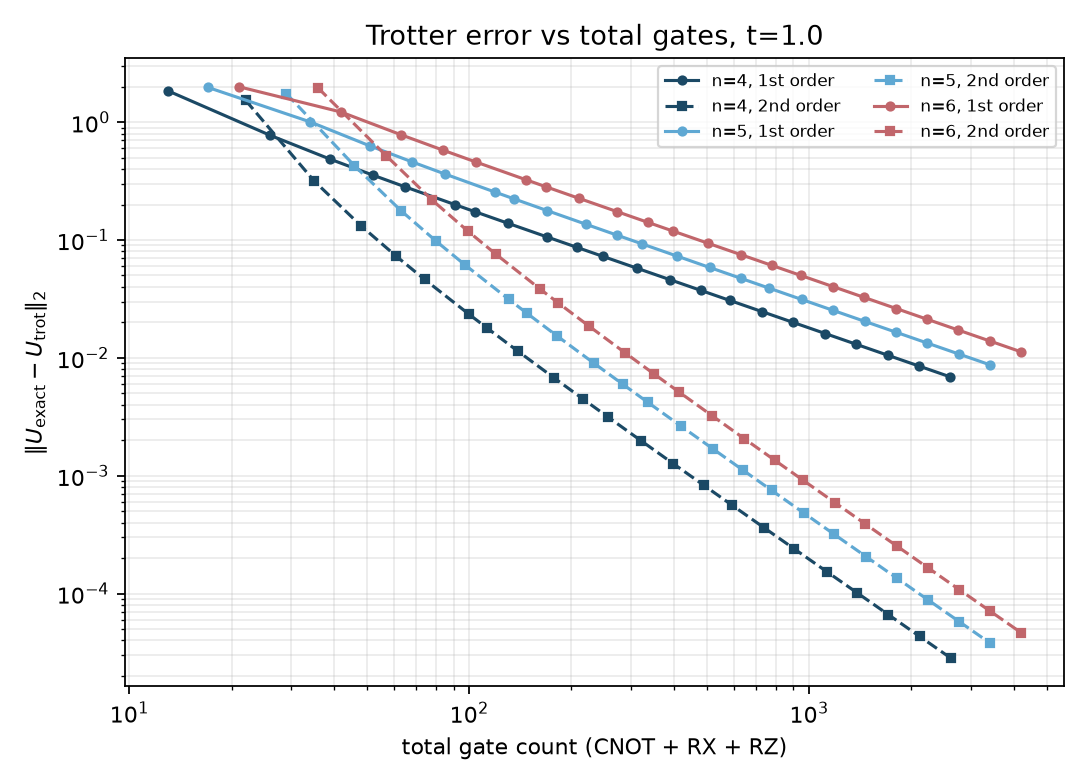 Trotter error vs total gates, t=1.0
n=4, 1st order
n=4, 2nd order
n=5, 1st order
n=5, 2nd order
n=6, 1st order
n=6, 2nd order
‖U_exact − U_trot‖₂
10⁰
10⁻¹
10⁻²
10⁻³
10⁻⁴
10¹
10²
10³
total gate count (CNOT + RX + RZ)